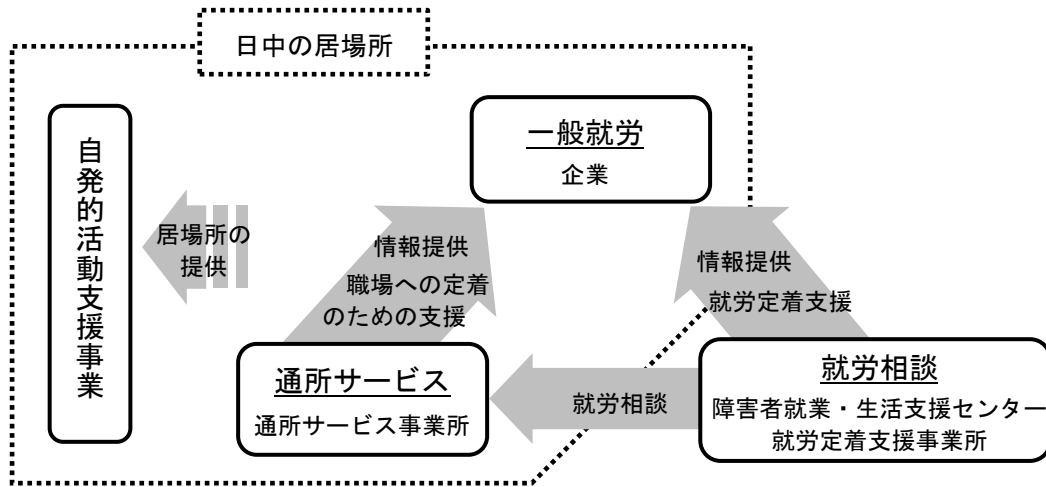 日中の居場所
自発的活動支援事業
一般就労
企業
居場所の
提供
情報提供
職場への定着
のための支援
情報提供
就労定着支援
通所サービス
通所サービス事業所
就労相談
就労相談
障害者就業・生活支援センター
就労定着支援事業所